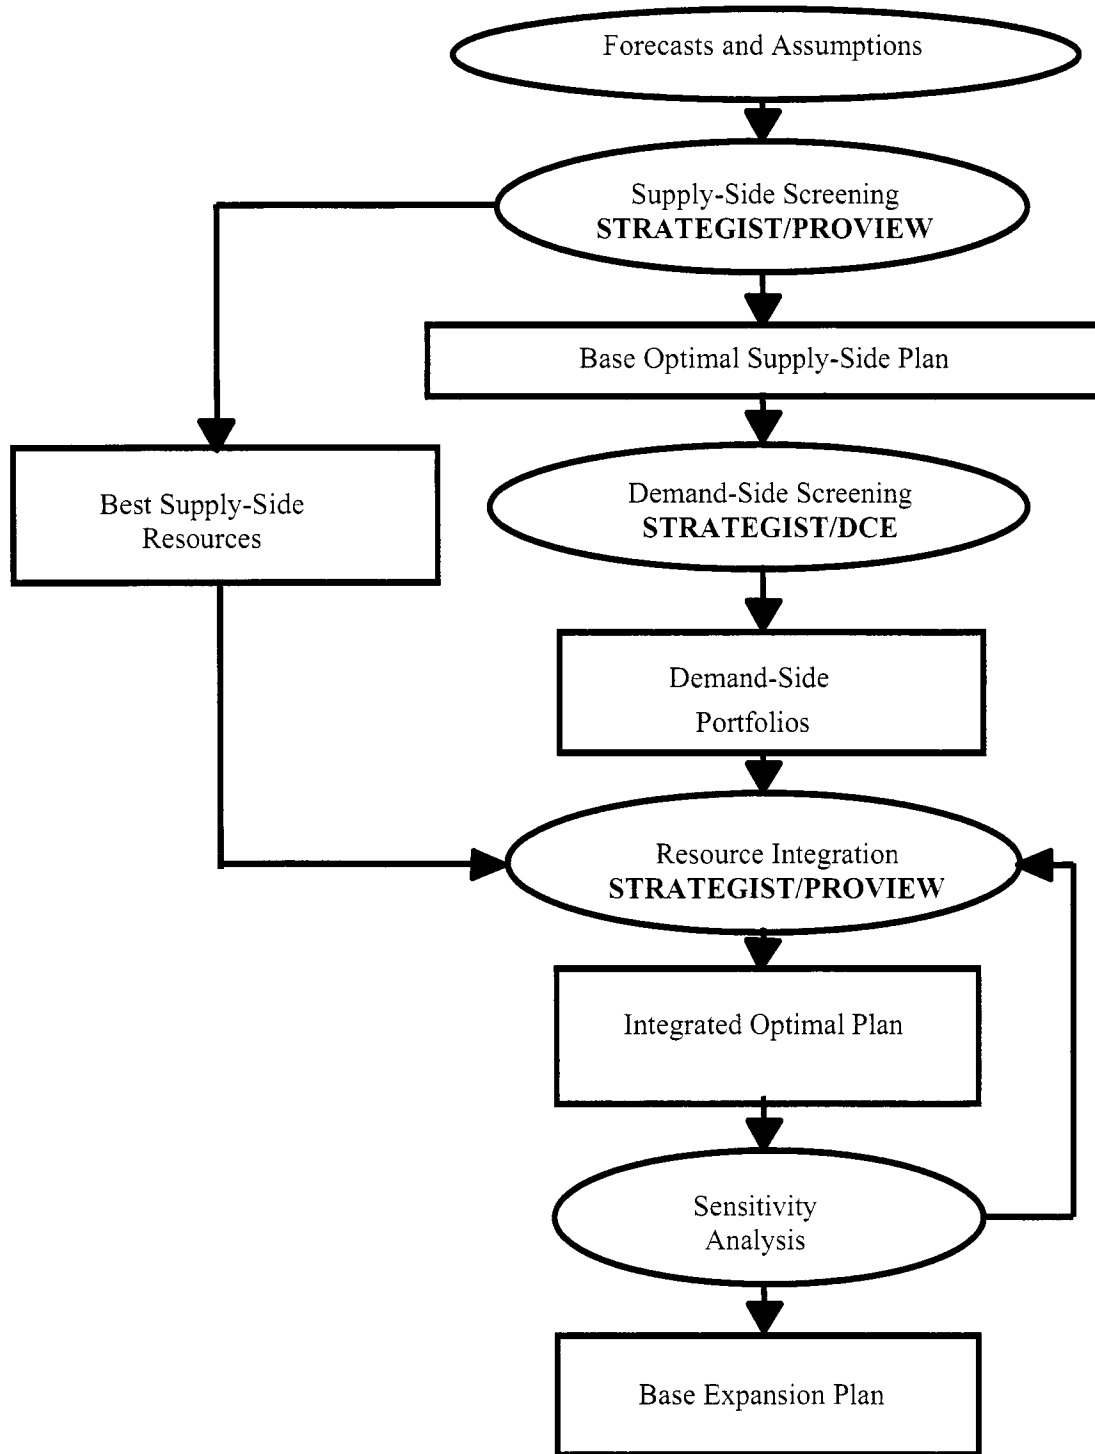 Forecasts and Assumptions
Supply-Side Screening
STRATEGIST/PROVIEW
Base Optimal Supply-Side Plan
Best Supply-Side
Resources
Demand-Side Screening
STRATEGIST/DCE
Demand-Side
Portfolios
Resource Integration
STRATEGIST/PROVIEW
Integrated Optimal Plan
Sensitivity
Analysis
Base Expansion Plan